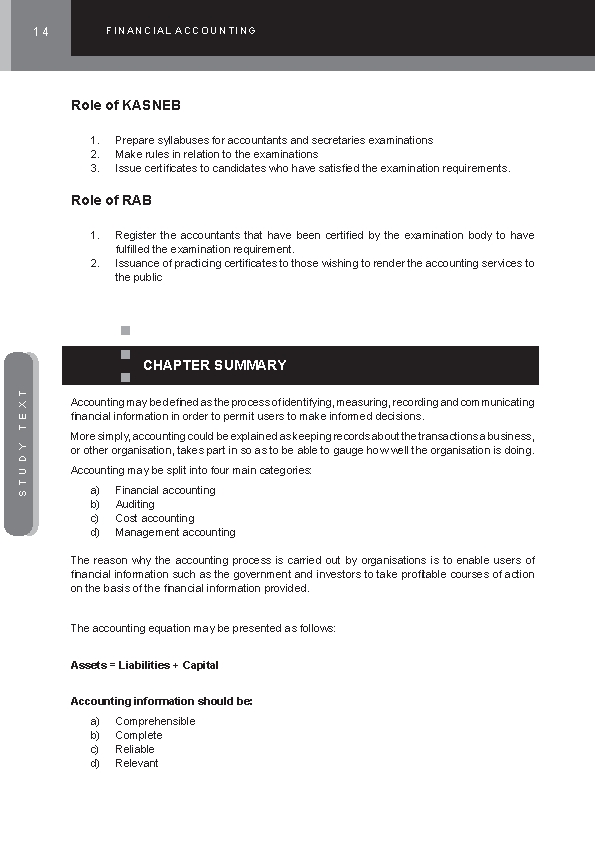 14
FINANCIAL ACCOUNTING
Role of KASNEB
1. Prepare syllabuses for accountants and secretaries examinations
2. Make rules in relation to the examinations
3. Issue certificates to candidates who have satisfied the examination requirements.
Role of RAB
1. Register the accountants that have been certified by the examination body to have
fulfilled the examination requirement.
2. Issuance of practicing certificates to those wishing to render the accounting services to
the public
CHAPTER SUMMARY
Accounting may be defined as the process of identifying, measuring, recording and communicating
financial information in order to permit users to make informed decisions.
More simply, accounting could be explained as keeping records about the transactions a business,
or other organisation, takes part in so as to be able to gauge how well the organisation is doing.
Accounting may be split into four main categories:
a) Financial accounting
b) Auditing
c) Cost accounting
d) Management accounting
The reason why the accounting process is carried out by organisations is to enable users of
financial information such as the government and investors to take profitable courses of action
on the basis of the financial information provided.
The accounting equation may be presented as follows:
Assets = Liabilities + Capital
Accounting information should be:
a) Comprehensible
b) Complete
c) Reliable
d) Relevant
STUDY TEXT